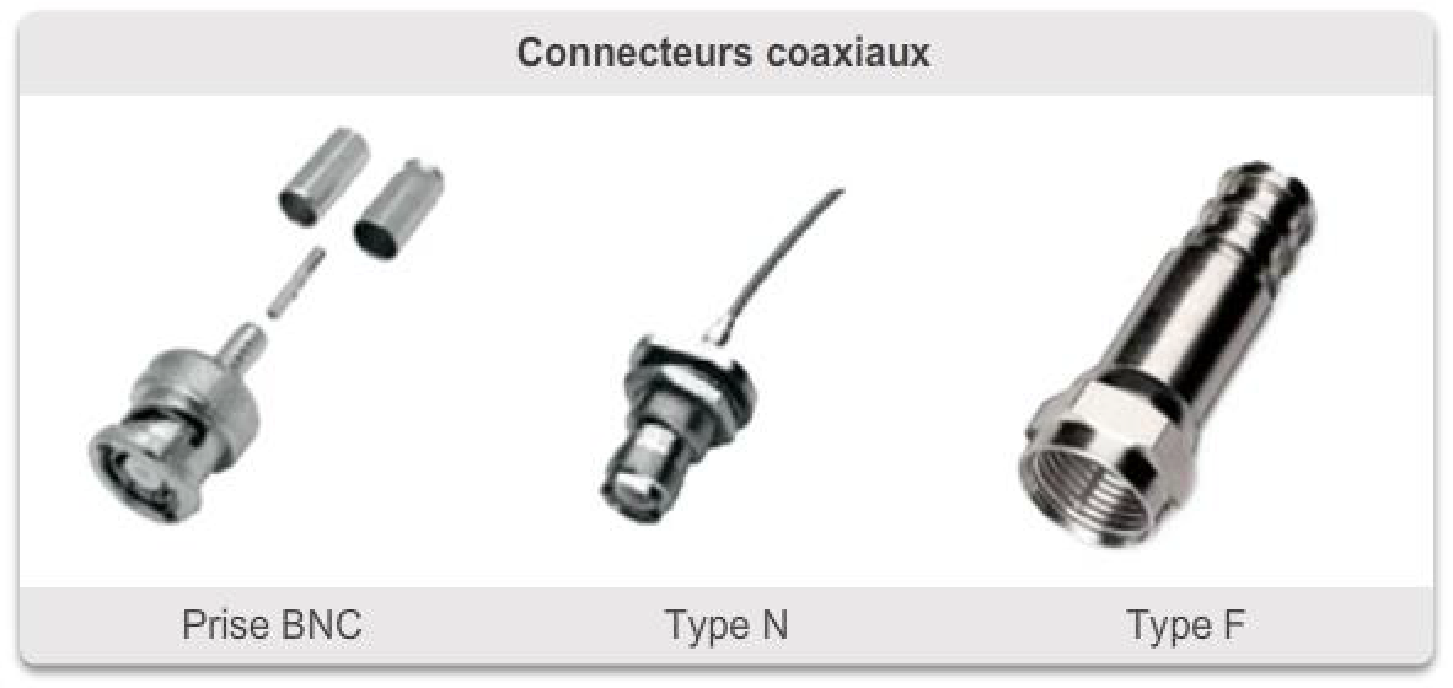 Connecteurs coaxiaux
Prise BNC
Type N
Type F